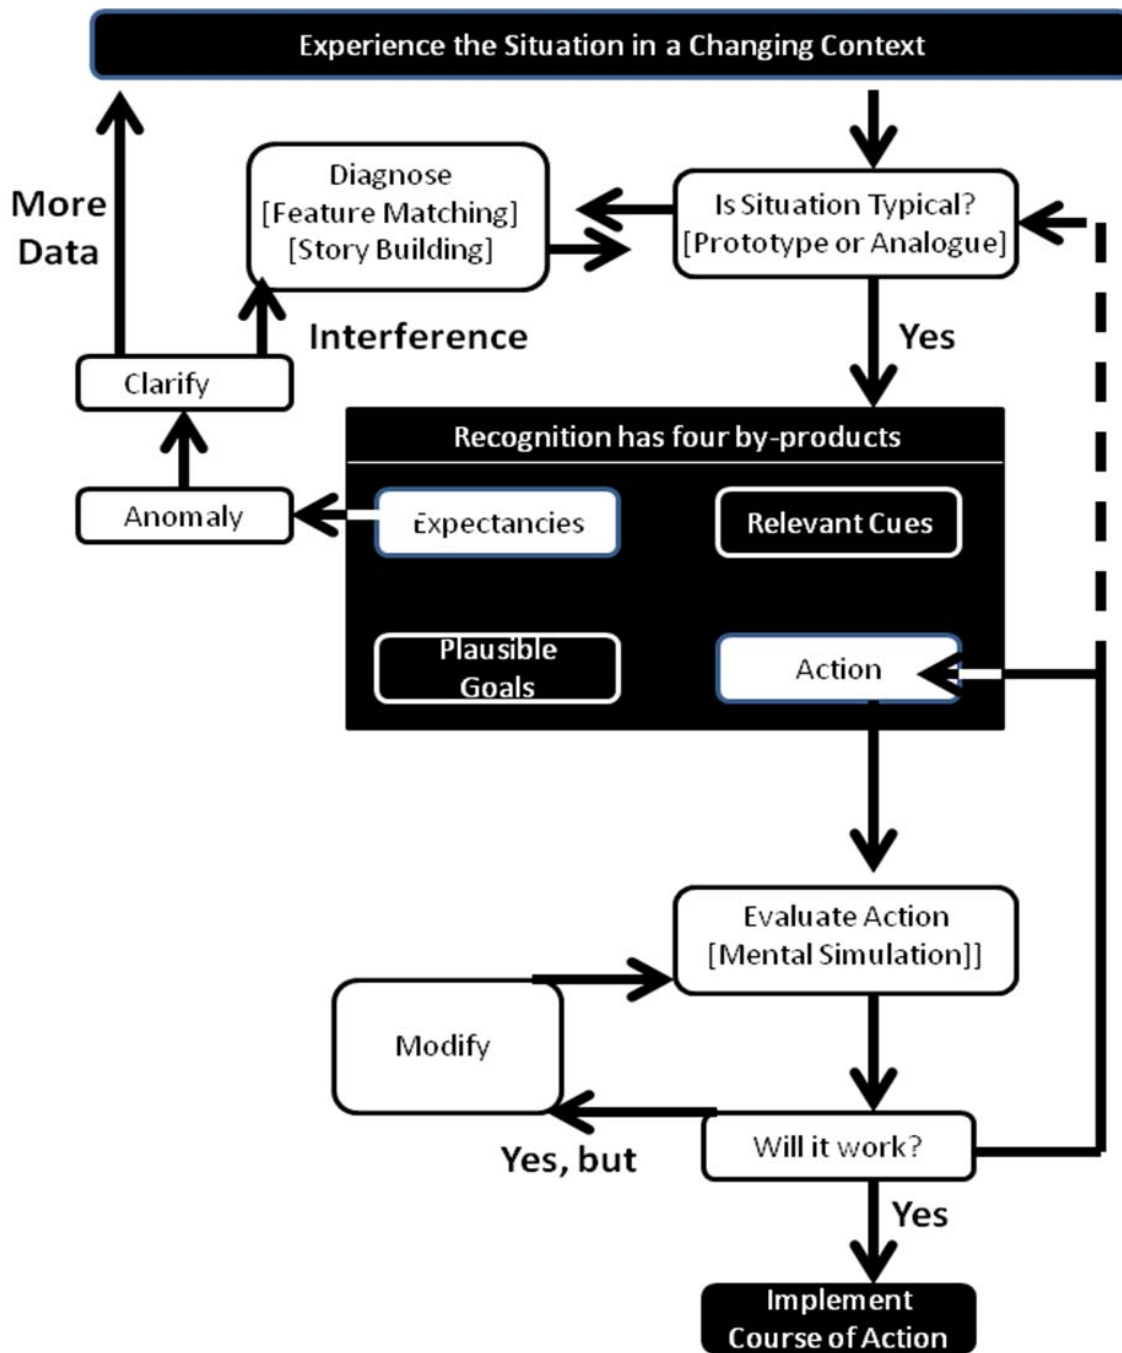 Experience the Situation in a Changing Context
Diagnose
[Feature Matching]
[Story Building]
Is Situation Typical?
[Prototype or Analogue]
More
Data
Interference
Yes
Clarify
Recognition has four by-products
Anomaly
Expectancies
Relevant Cues
Plausible
Goals
Action
Evaluate Action
[Mental Simulation]]
Modify
Will it work?
Yes, but
Yes
Implement
Course of Action